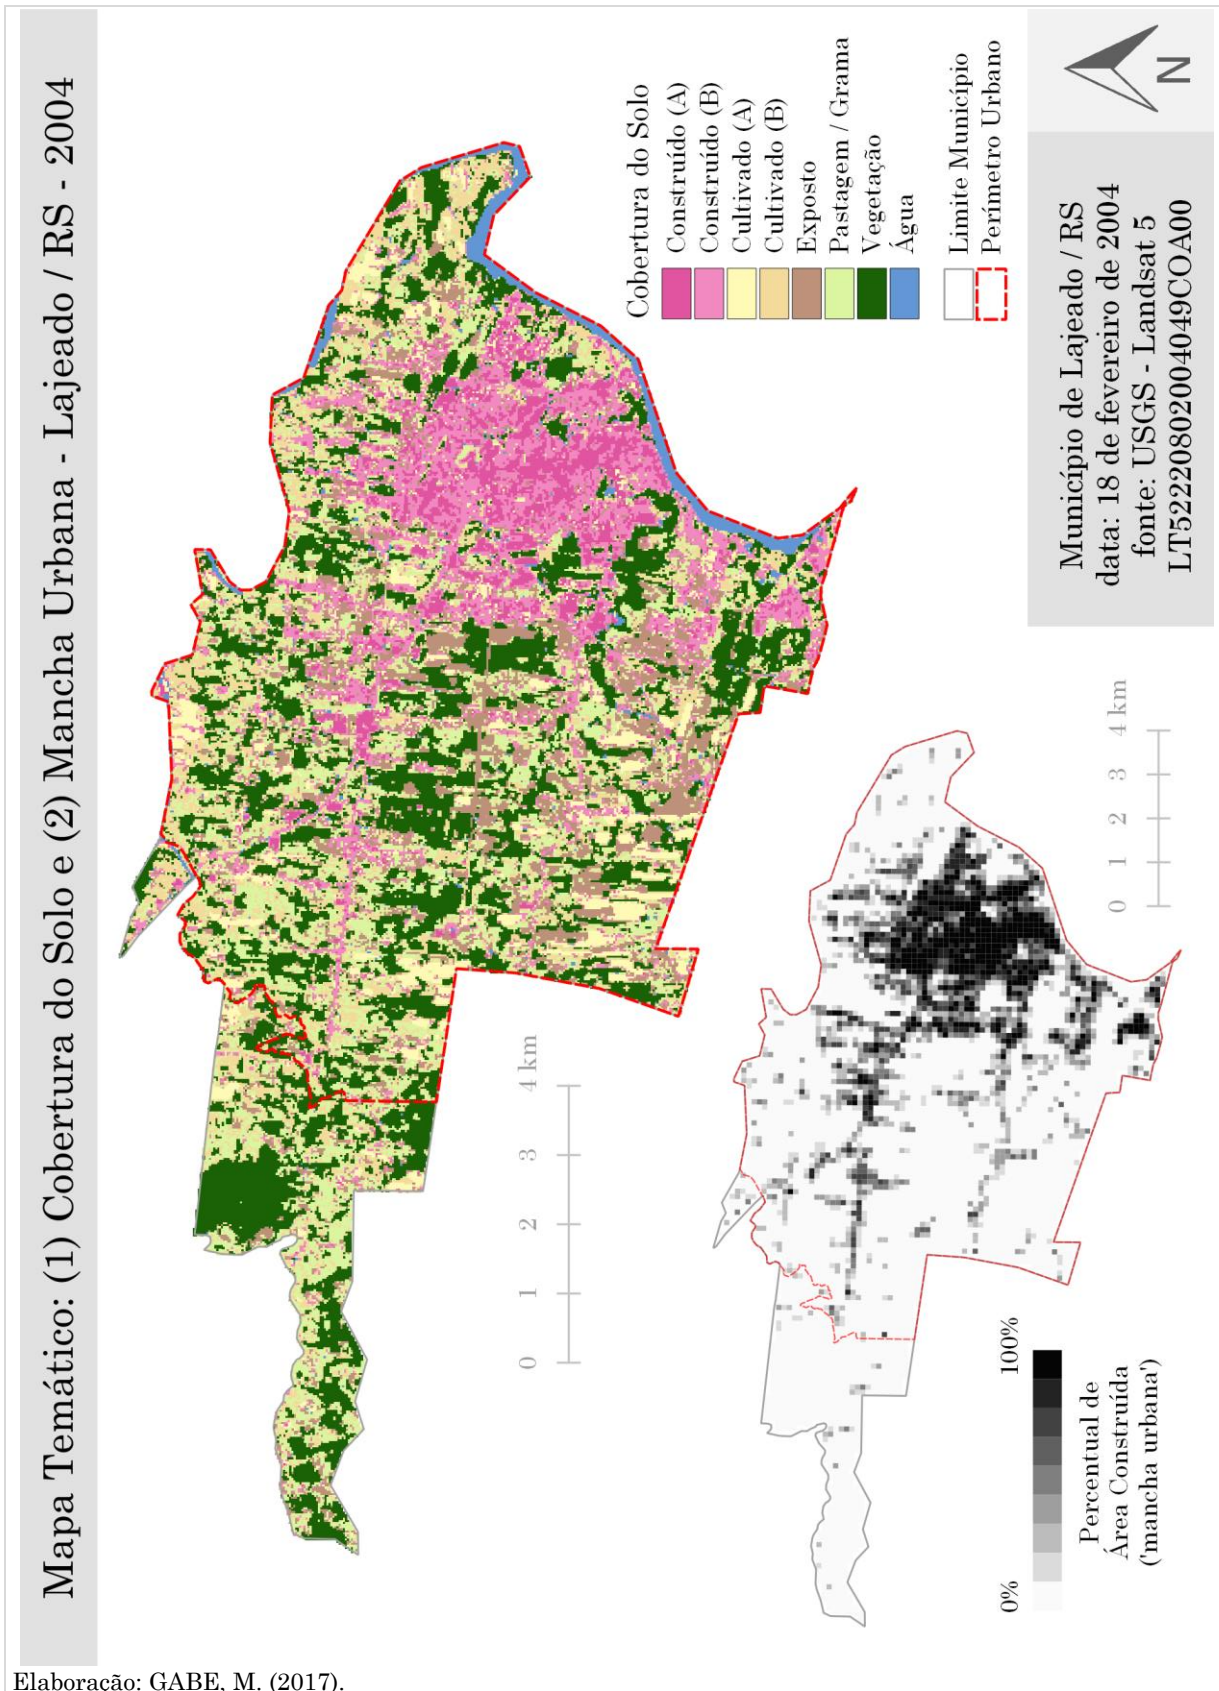 Mapa Temático: (1) Cobertura do Solo e (2) Mancha Urbana - Lajeado / RS - 2004
Cobertura do Solo
Construído (A)
Construído (B)
Cultivado (A)
Cultivado (B)
Exposto
Pastagem / Grama
Vegetação
Água
Limite Município
Perímetro Urbano
0 1 2 3 4 km
N
Município de Lajeado / RS
data: 18 de fevereiro de 2004
fonte: USGS - Landsat 5
LT52220802004049COA00
0 1 2 3 4 km
0% 100%
Percentual de
Área Construída
('mancha urbana')
Elaboração: GABE, M. (2017).